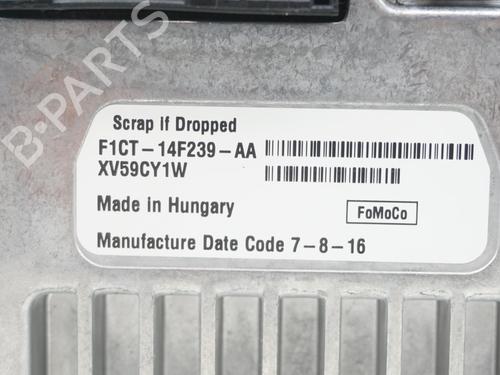 B-PARTS
Scrap if Dropped
F1CT-14F239-AA
XV59CY1W
Made in Hungary
FoMoCo
Manufacture Date Code 7-8-16